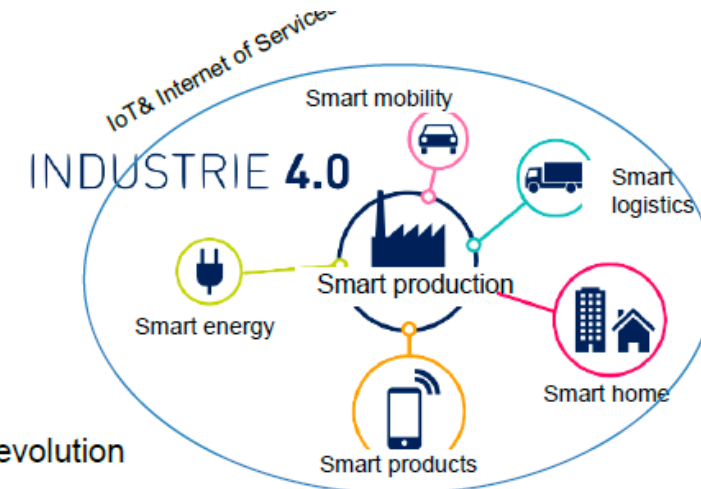 IoT& Internet of Services
Smart mobility
INDUSTRIE 4.0
Smart
logistics
Smart production
Smart energy
Smart home
evolution
Smart products